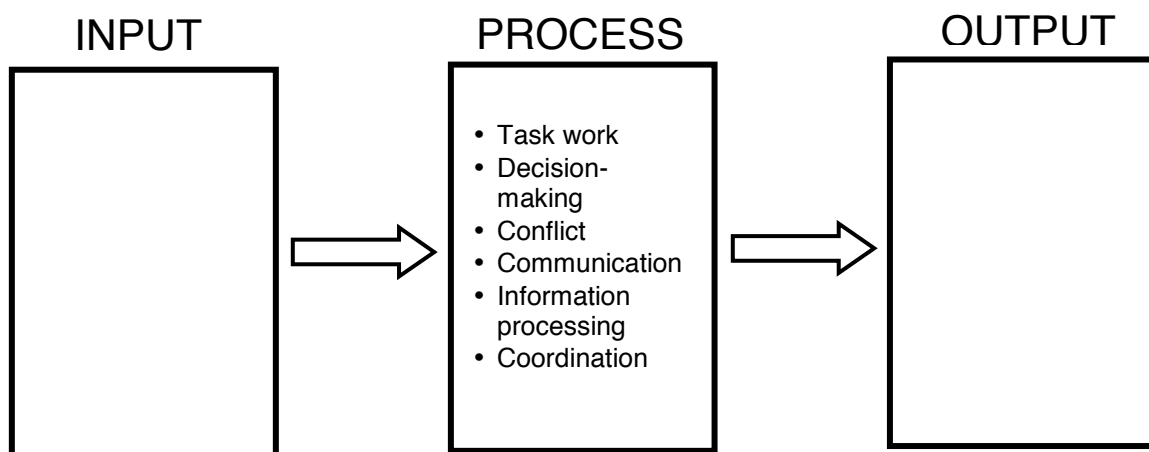 INPUT
PROCESS
OUTPUT
• Task work
• Decision-
making
• Conflict
• Communication
• Information
processing
• Coordination